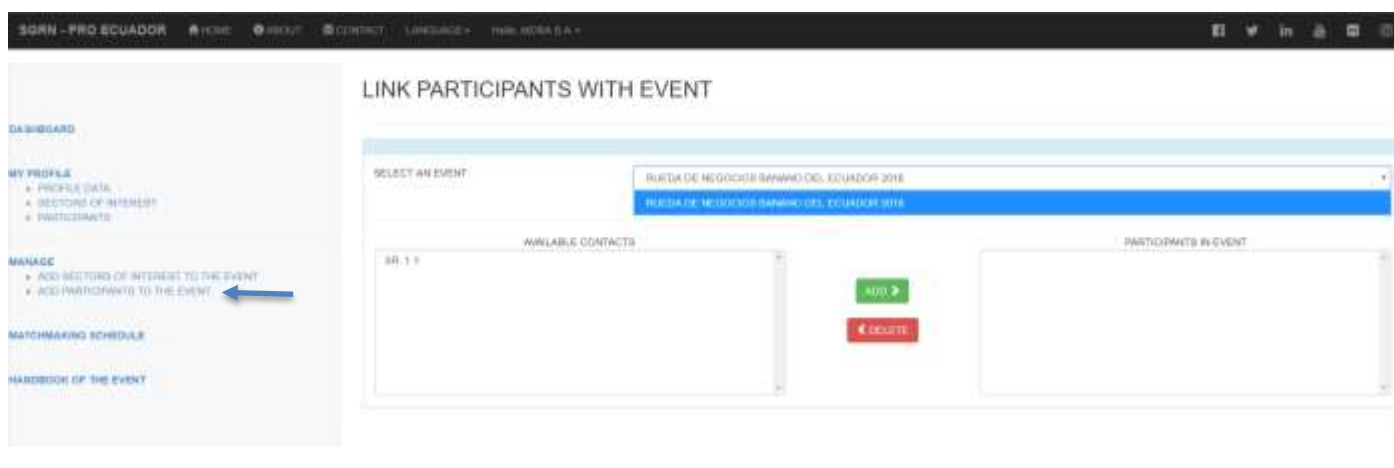 SGRN - PRO ECUADOR HOME ABOUT CONTACT LANGUAGE
LINK PARTICIPANTS WITH EVENT
DASHBOARD
MY PROFILE
PROFILE DATA
SECTORS OF INTEREST
PARTICIPANTS
MANAGE
ADD SECTORS OF INTEREST TO THE EVENT
ADD PARTICIPANTS TO THE EVENT
MATCHMAKING SCHEDULE
HANDBOOK OF THE EVENT
SELECT AN EVENT
RUEDA DE NEGOCIOS BANANO DEL ECUADOR 2018
RUEDA DE NEGOCIOS BANANO DEL ECUADOR 2018
AVAILABLE CONTACTS
SR. 1 1
ADD
DELETE
PARTICIPANTS IN EVENT